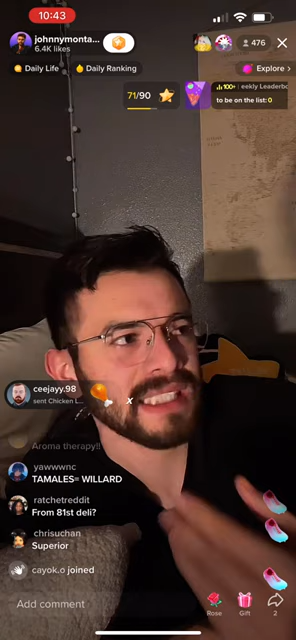 10:43
johnnymonta...
6.4K likes
476
Daily Life
Daily Ranking
Explore >
71/90
100+
eekly Leaderbo
to be on the list: 0
ceejayy.98
sent Chicken L...
x
Aroma therapy!!
yawwwnc
TAMALES= WILLARD
ratchetreddit
From 81st deli?
chrisuchan
Superior
cayok.o joined
Add comment
Rose
Gift
2